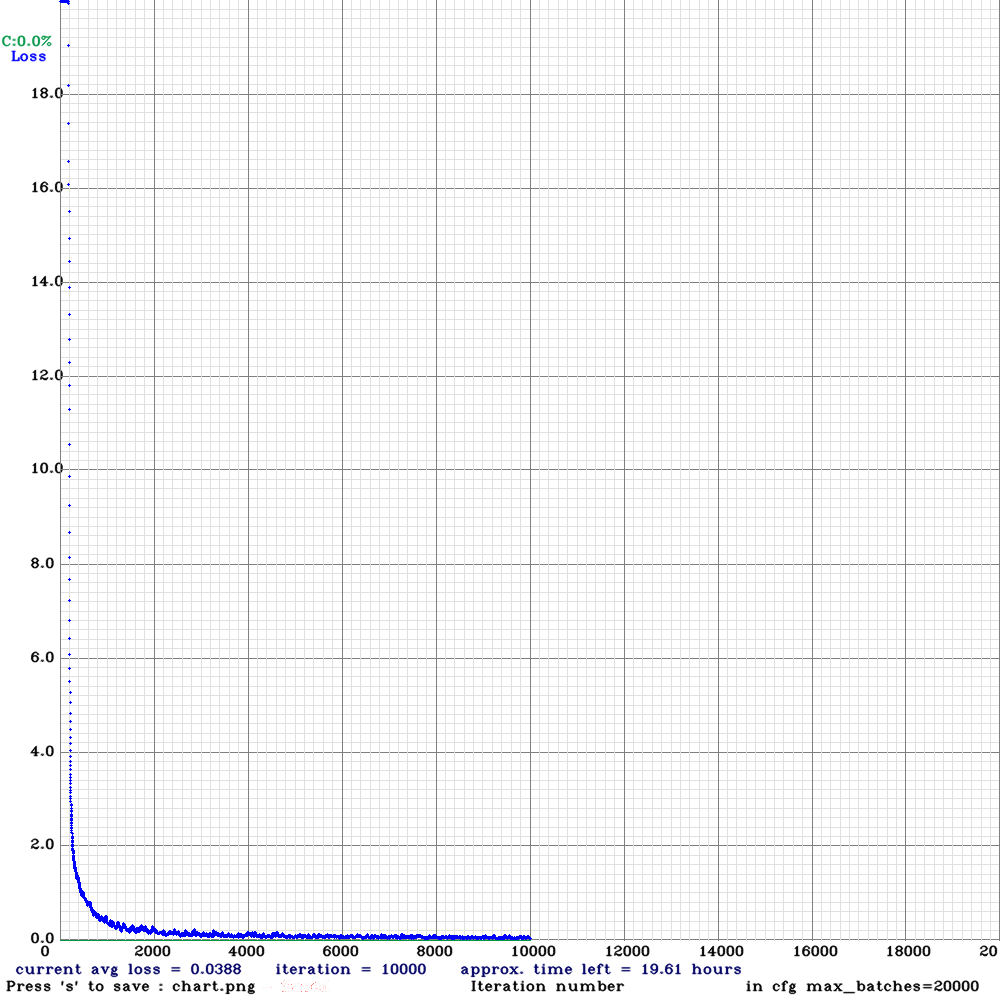 C:0.0%
Loss
18.0
16.0
14.0
12.0
10.0
8.0
6.0
4.0
2.0
0.0
0 2000 4000 6000 8000 10000 12000 14000 16000 18000 20
current avg loss = 0.0388 iteration = 10000 approx. time left = 19.61 hours
Press 's' to save : chart.png Iteration number in cfg max_batches=20000